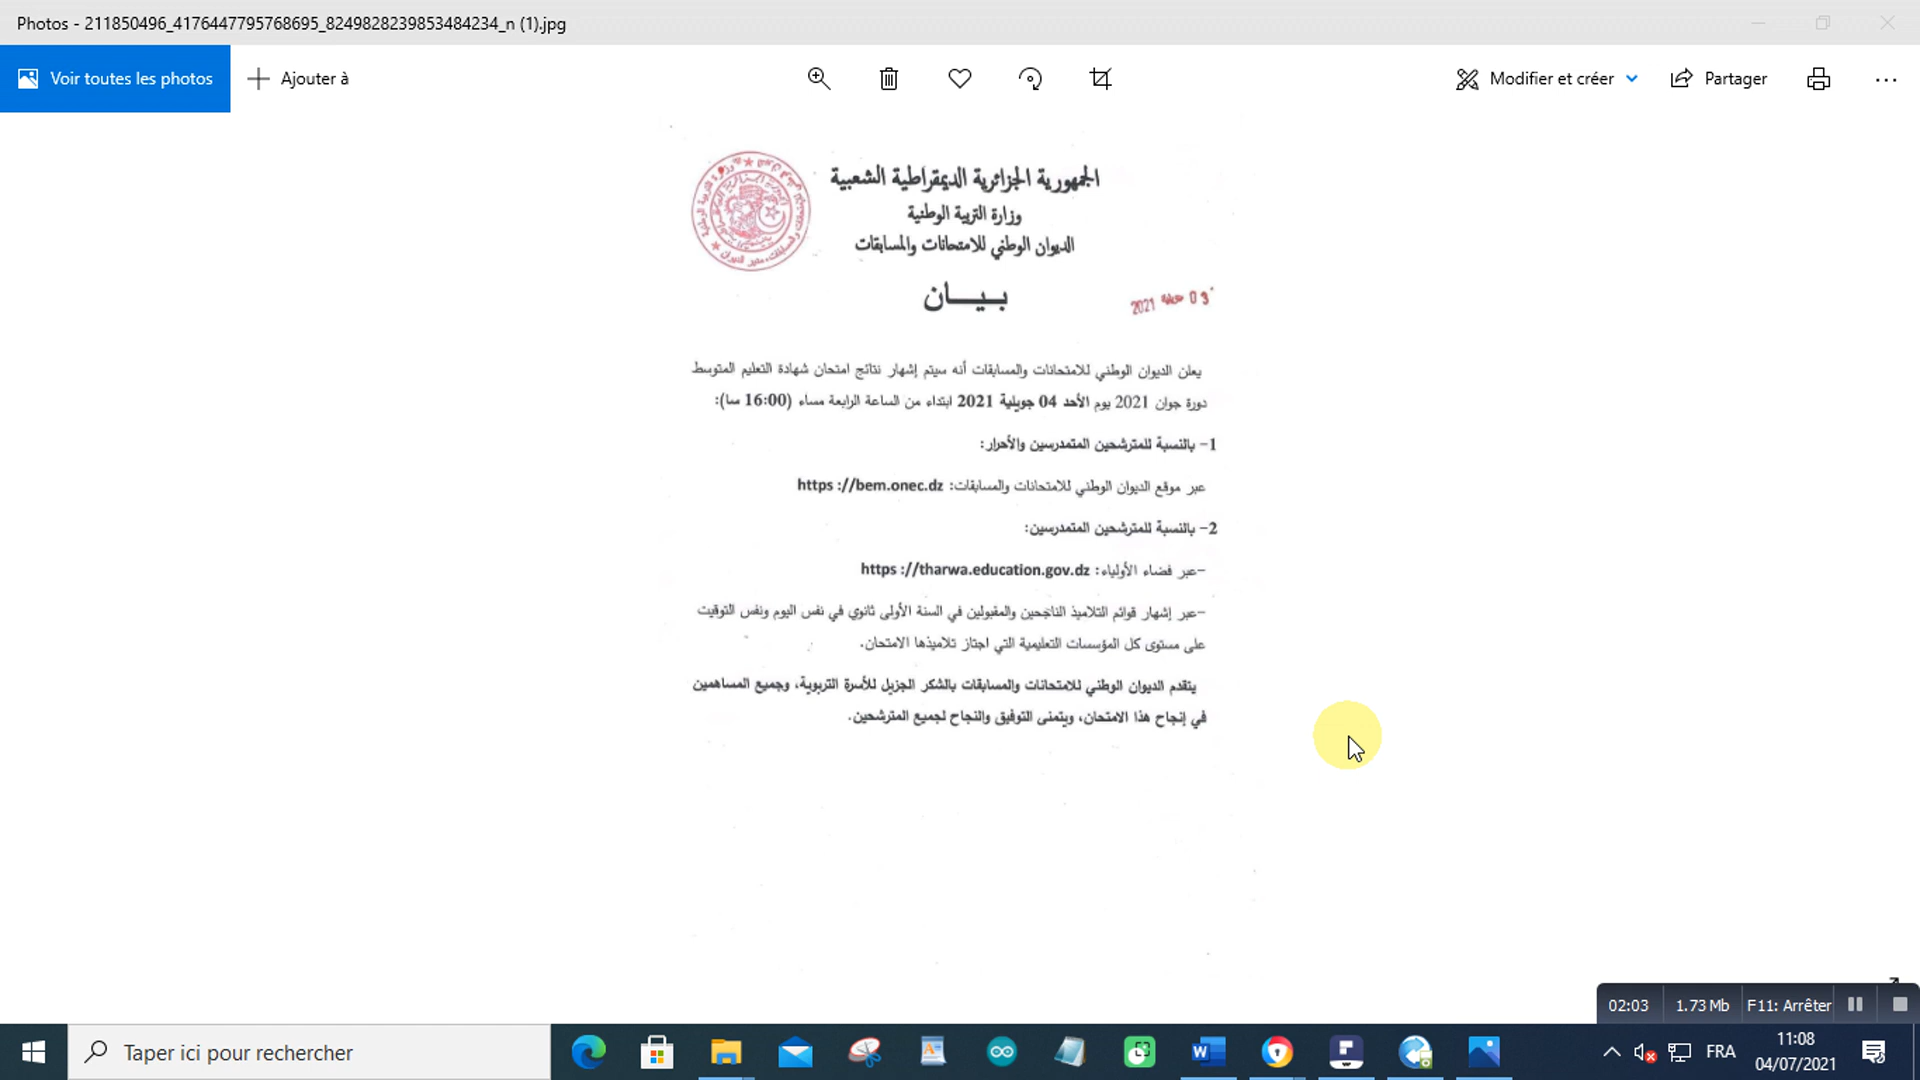 Photos - 211850496_4176447795768695_8249828239853484234_n (1).jpg
Voir toutes les photos
Ajouter à
Modifier et créer
Partager
الجمهورية الجزائرية الديمقراطية الشعبية
وزارة التربية الوطنية
الديوان الوطني للامتحانات والمسابقات
بـيـــان
03 2021
يعلن الديوان الوطني للامتحانات والمسابقات أنه سيتم إشهار نتائج امتحان شهادة التعليم المتوسط
دورة جوان 2021 يوم الأحد 04 جويلية 2021 ابتداء من الساعة الرابعة مساء (16:00 سا):
1- بالنسبة للمترشحين المتمدرسين والأحرار:
عبر موقع الديوان الوطني للامتحانات والمسابقات: https ://bem.onec.dz
2- بالنسبة للمترشحين المتمدرسين:
-عبر فضاء الأولياء: https ://tharwa.education.gov.dz
-عبر إشهار قوائم التلاميذ الناجحين والمقبولين في السنة الأولى ثانوي في نفس اليوم ونفس التوقيت
على مستوى كل المؤسسات التعليمية التي اجتاز تلاميذها الامتحان.
يتقدم الديوان الوطني للامتحانات والمسابقات بالشكر الجزيل للأسرة التربوية، وجميع المساهمين
في إنجاح هذا الامتحان، ويتمنى التوفيق والنجاح لجميع المترشحين.
02:03
1.73 Mb
F11: Arrêter
Taper ici pour rechercher
FRA
11:08
04/07/2021